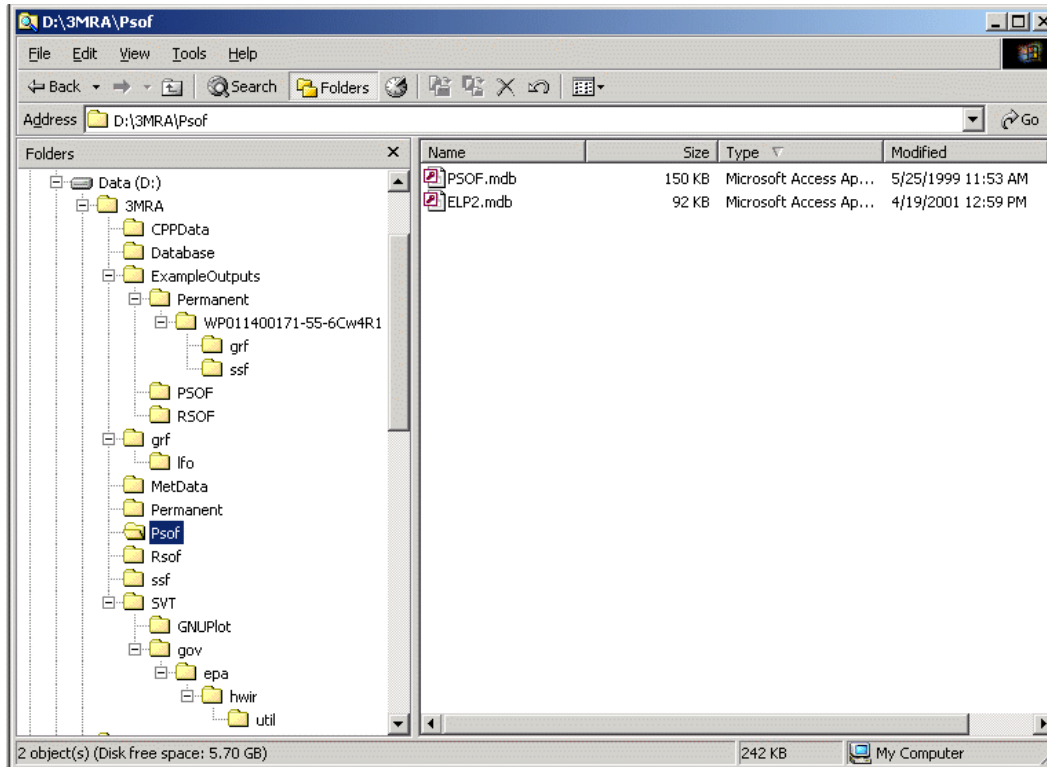 D:\3MRA\Psof
File Edit View Tools Help
Back Search Folders
Address D:\3MRA\Psof Go
Folders
Data (D:)
3MRA
CPPData
Database
ExampleOutputs
Permanent
WP011400171-55-6Cw4R1
grf
ssf
PSOF
RSOF
grf
lfo
MetData
Permanent
Psof
Rsof
ssf
SVT
GNUPlot
gov
epa
hwir
util
Name Size Type Modified
PSOF.mdb 150 KB Microsoft Access Ap... 5/25/1999 11:53 AM
ELP2.mdb 92 KB Microsoft Access Ap... 4/19/2001 12:59 PM
2 object(s) (Disk free space: 5.70 GB) 242 KB My Computer